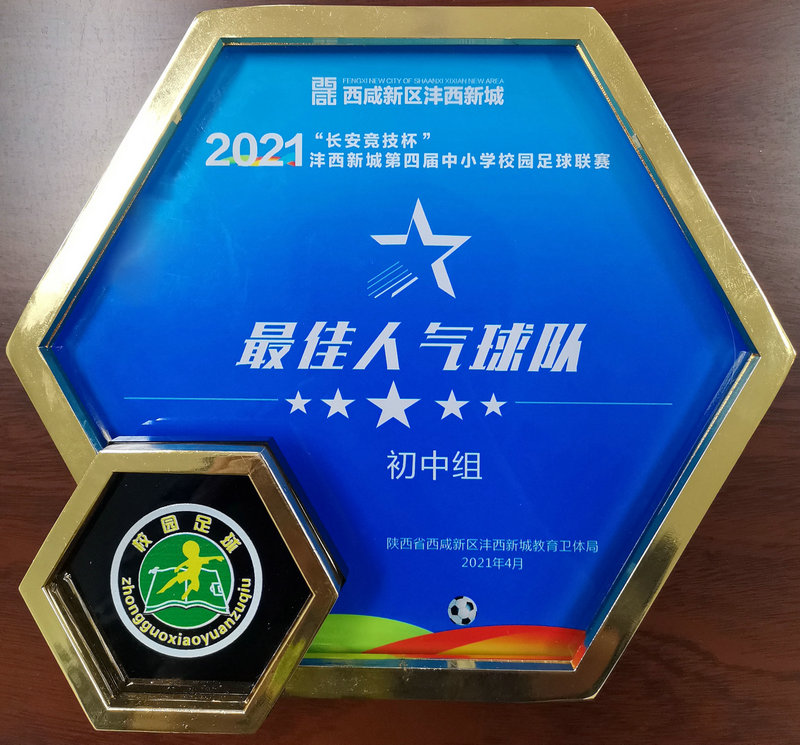 FENGXI NEW CITY OF SHAANXI XIXIAN NEW AREA
西咸新区沣西新城
2021 “长安竞技杯”
沣西新城第四届中小学校园足球联赛
最佳人气球队
初中组
陕西省西咸新区沣西新城教育卫体局
2021年4月
校园足球
zhongguoxiaoyuanzuqiu